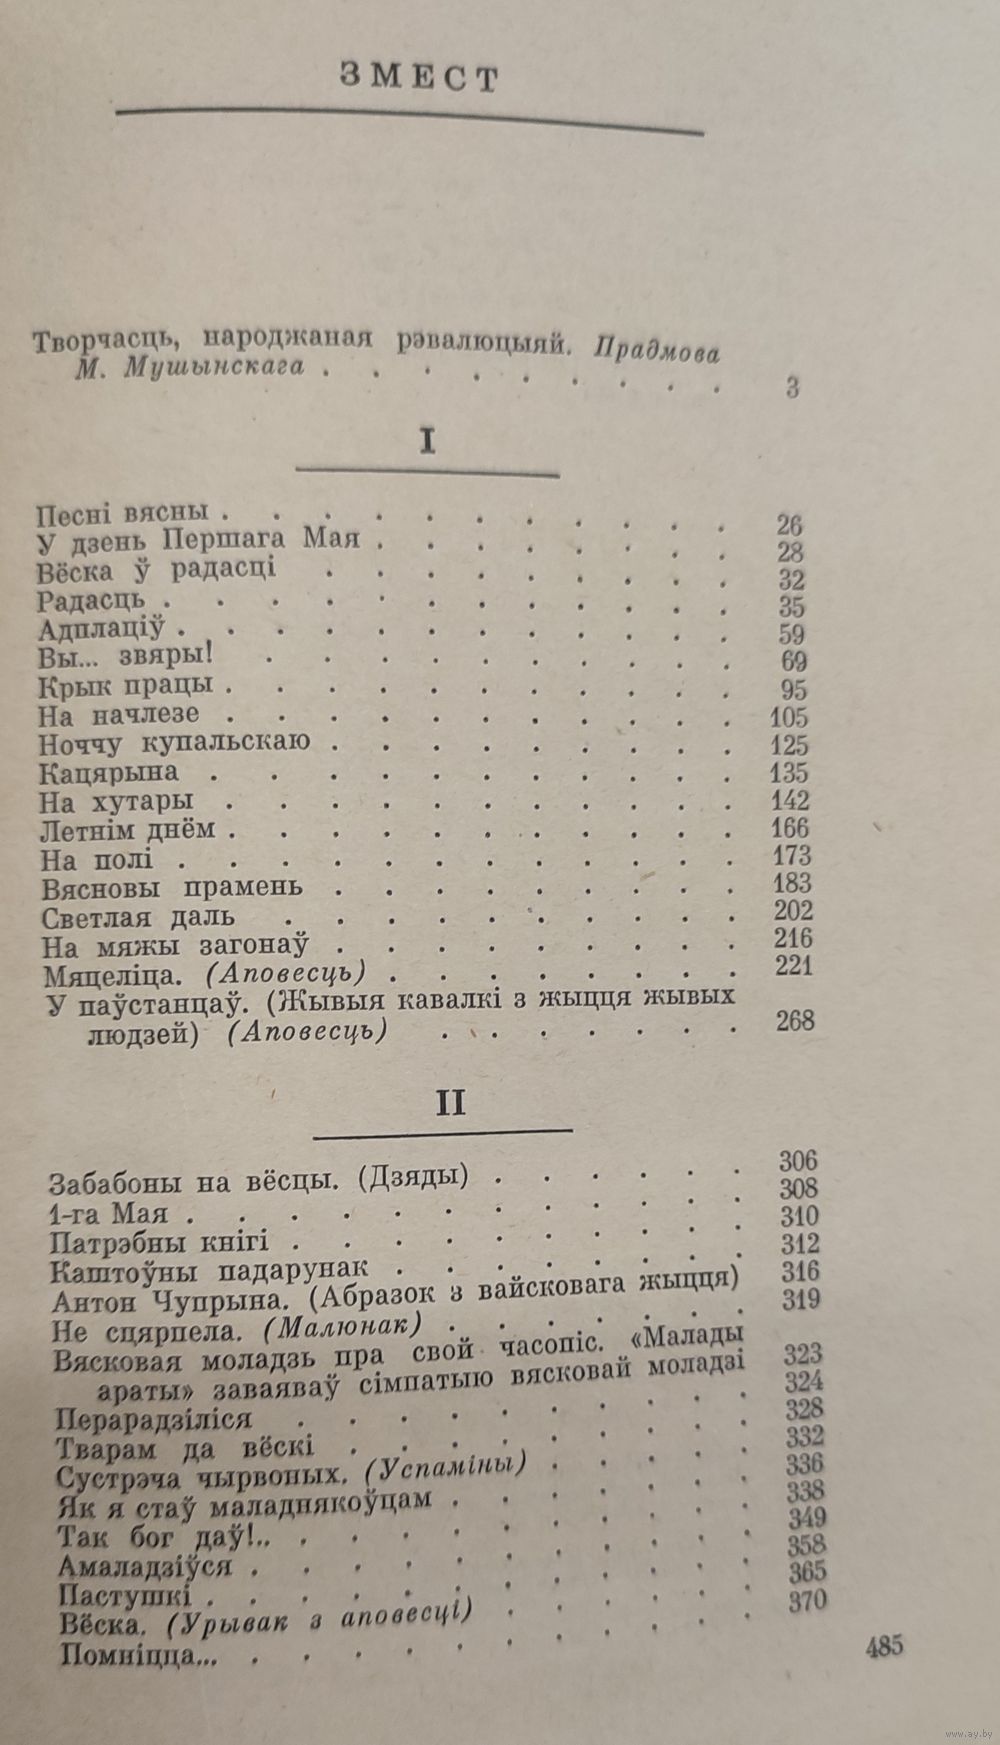 ЗМЕСТ
Творчасць, народжаная рэвалюцыяй. Прадмова
М. Мушынскага . . . . . . . . . 3
I
Песні вясны . . . . . . . . . . . 26
У дзень Першага Мая . . . . . . . . 28
Вёска ў радасці . . . . . . . . . 32
Радасць . . . . . . . . . . . . 35
Адплаціў . . . . . . . . . . . . 59
Вы... звяры! . . . . . . . . . . 69
Крык працы . . . . . . . . . . . 95
На начлезе . . . . . . . . . . . 105
Ноччу купальскаю . . . . . . . . . 125
Кацярына . . . . . . . . . . . 135
На хутары . . . . . . . . . . . 142
Летнім днём . . . . . . . . . . . 166
На полі . . . . . . . . . . . . 173
Вясновы прамень . . . . . . . . . 183
Светлая даль . . . . . . . . . . 202
На мяжы загонаў . . . . . . . . . 216
Мяцеліца. (Аповесць) . . . . . . . . 221
У паўстанцаў. (Жывыя кавалкі з жыцця жывых
людзей) (Аповесць) . . . . . . . 268
II
Забабоны на вёсцы. (Дзяды) . . . . . . 306
1-га Мая . . . . . . . . . . . . 308
Патрэбны кнігі . . . . . . . . . . 310
Каштоўны падарунак . . . . . . . . 312
Антон Чупрына. (Абразок з вайсковага жыцця) 316
Не сцярпела. (Малюнак) . . . . . . . 319
Вясковая моладзь пра свой часопіс. «Малады
араты» заваяваў сімпатыю вясковай моладзі 323
Перарадзіліся . . . . . . . . . . 324
Тварам да вёскі . . . . . . . . . 328
Сустрэча чырвоных. (Успаміны) . . . . . 332
Як я стаў маладнякоўцам . . . . . . . 336
Так бог даў!.. . . . . . . . . . 338
Амаладзіўся . . . . . . . . . . . 349
Пастушкі . . . . . . . . . . . . 358
Вёска. (Урывак з аповесці) . . . . . . 365
Помніцца... . . . . . . . . . . 370
485
www.ay.by